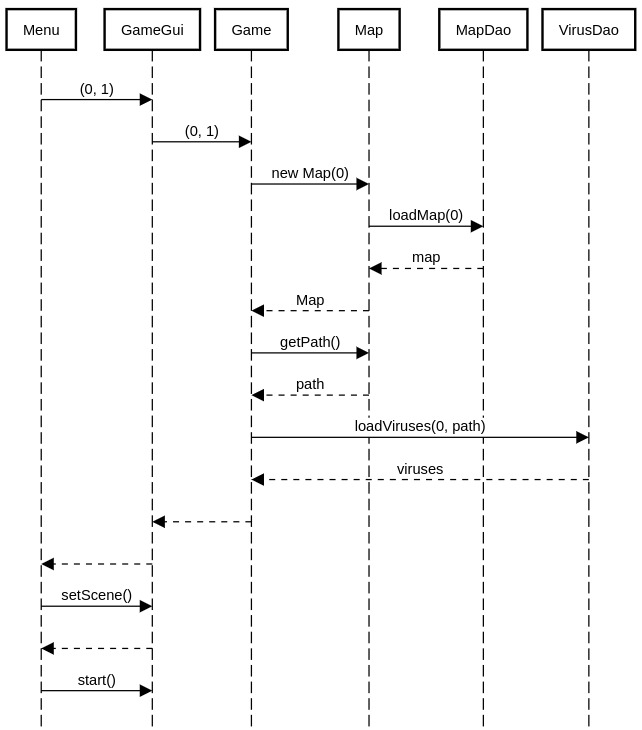 Menu GameGui Game Map MapDao VirusDao
(0, 1)
(0, 1)
new Map(0)
loadMap(0)
map
Map
getPath()
path
loadViruses(0, path)
viruses
setScene()
start()